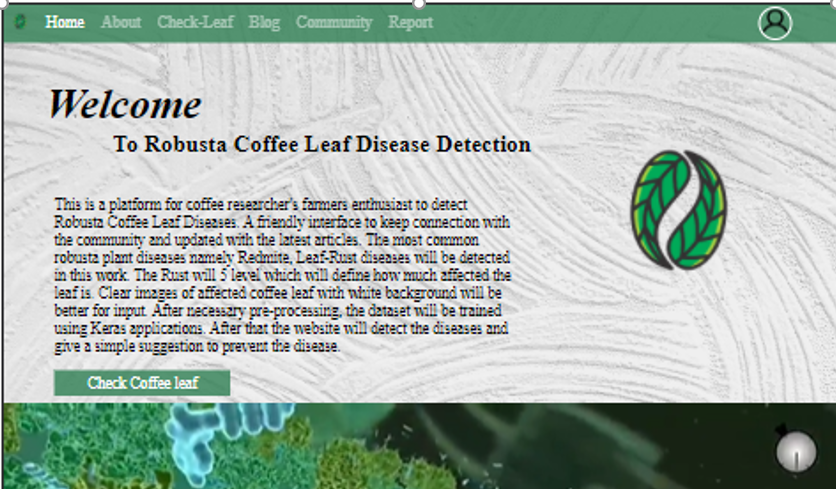 Home About Check-Leaf Blog Community Report
Welcome
To Robusta Coffee Leaf Disease Detection
This is a platform for coffee researcher's farmers enthusiast to detect
Robusta Coffee Leaf Diseases. A friendly interface to keep connection with
the community and updated with the latest articles. The most common
robusta plant diseases namely Redmite, Leaf-Rust diseases will be detected
in this work. The Rust will 5 level which will define how much affected the
leaf is. Clear images of affected coffee leaf with white background will be
better for input. After necessary pre-processing, the dataset will be trained
using Keras applications. After that the website will detect the diseases and
give a simple suggestion to prevent the disease.
Check Coffee leaf